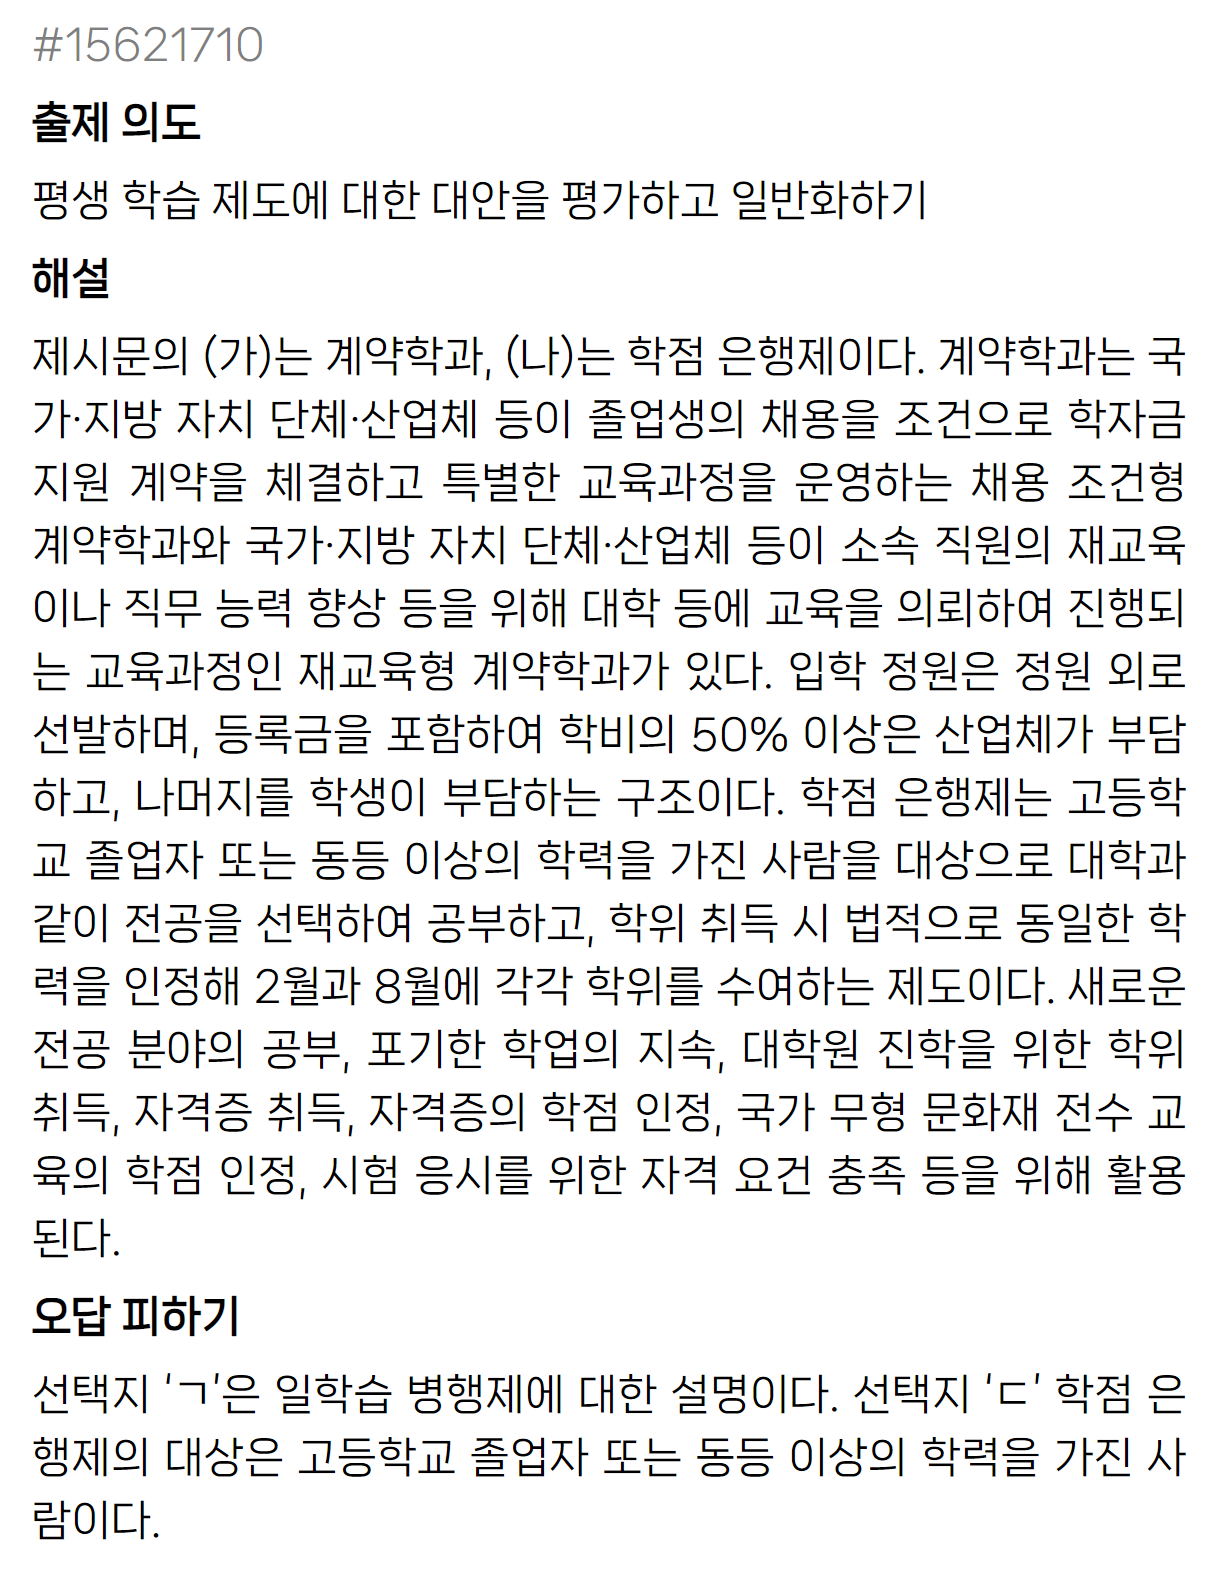 #15621710
출제 의도
평생 학습 제도에 대한 대안을 평가하고 일반화하기
해설
제시문의 (가)는 계약학과, (나)는 학점 은행제이다. 계약학과는 국
가·지방 자치 단체·산업체 등이 졸업생의 채용을 조건으로 학자금
지원 계약을 체결하고 특별한 교육과정을 운영하는 채용 조건형
계약학과와 국가·지방 자치 단체·산업체 등이 소속 직원의 재교육
이나 직무 능력 향상 등을 위해 대학 등에 교육을 의뢰하여 진행되
는 교육과정인 재교육형 계약학과가 있다. 입학 정원은 정원 외로
선발하며, 등록금을 포함하여 학비의 50% 이상은 산업체가 부담
하고, 나머지를 학생이 부담하는 구조이다. 학점 은행제는 고등학
교 졸업자 또는 동등 이상의 학력을 가진 사람을 대상으로 대학과
같이 전공을 선택하여 공부하고, 학위 취득 시 법적으로 동일한 학
력을 인정해 2월과 8월에 각각 학위를 수여하는 제도이다. 새로운
전공 분야의 공부, 포기한 학업의 지속, 대학원 진학을 위한 학위
취득, 자격증 취득, 자격증의 학점 인정, 국가 무형 문화재 전수 교
육의 학점 인정, 시험 응시를 위한 자격 요건 충족 등을 위해 활용
된다.
오답 피하기
선택지 ‘ㄱ’은 일학습 병행제에 대한 설명이다. 선택지 ‘ㄷ’ 학점 은
행제의 대상은 고등학교 졸업자 또는 동등 이상의 학력을 가진 사
람이다.